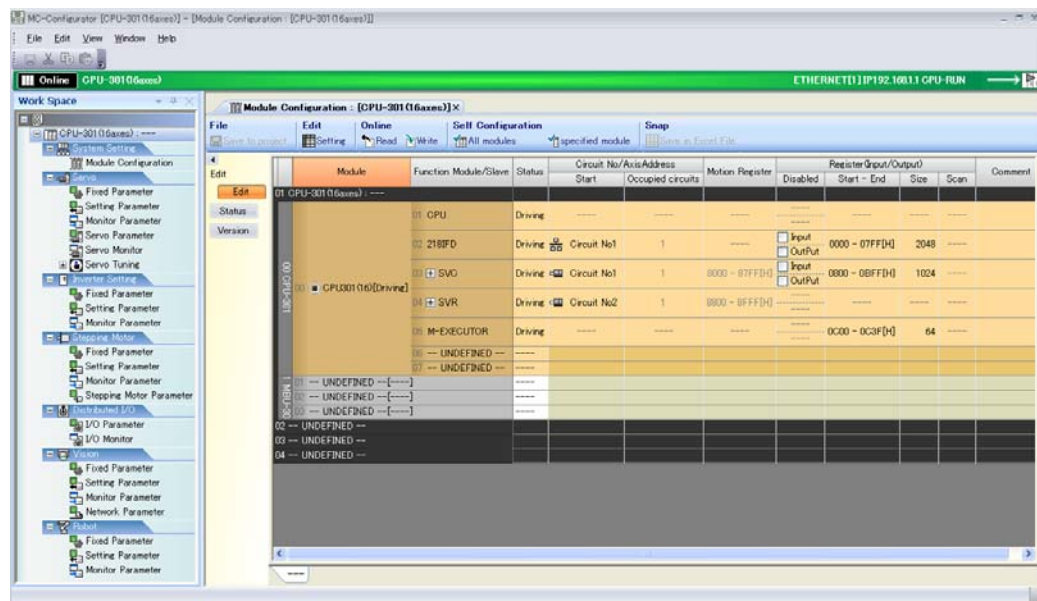 MC-Configurator [CPU-301(16axes)] - [Module Configuration : [CPU-301(16axes)]]
File Edit View Window Help
Online CPU-301(16axes) ETHERNET[1] IP192.168.1.1 CPU-RUN
Work Space
Module Configuration : [CPU-301(16axes)] ×
File Edit Online Self Configuration Snap
Save to project Setting Read Write All modules specified module Save in Excel File
CPU-301(16axes) : ---
System Setting
Module Configuration
Servo
Fixed Parameter
Setting Parameter
Monitor Parameter
Servo Parameter
Servo Monitor
Servo Tuning
Inverter Setting
Fixed Parameter
Setting Parameter
Monitor Parameter
Stepping Motor
Fixed Parameter
Setting Parameter
Monitor Parameter
Stepping Motor Parameter
Distributed I/O
I/O Parameter
I/O Monitor
Vision
Fixed Parameter
Setting Parameter
Monitor Parameter
Network Parameter
Robot
Fixed Parameter
Setting Parameter
Monitor Parameter
Edit
Edit
Status
Version
Module Function Module/Slave Status Circuit No/AxisAddress Motion Register Register(Input/Output) Comment
Start Occupied circuits Disabled Start - End Size Scan
01 CPU-301(16axes) : ----
00 CPU-301
00 CPU301(16)[Driving]
01 CPU Driving ---- ---- ---- ---- ---- ---- ----
02 218IFD Driving Circuit No1 1 ---- Input OutPut 0000 - 07FF[H] 2048 ----
03 SVC Driving Circuit No1 1 8000 - 87FF[H] Input OutPut 0800 - 0BFF[H] 1024 ----
04 SVR Driving Circuit No2 1 8800 - 8FFF[H] ---- ---- ---- ----
05 M-EXECUTOR Driving ---- ---- ---- ---- 0C00 - 0C3F[H] 64 ----
06 -- UNDEFINED -- ----
07 -- UNDEFINED -- ----
01 -- UNDEFINED --[----] ----
02 -- UNDEFINED --[----] ----
03 -- UNDEFINED --[----] ----
02 -- UNDEFINED --
03 -- UNDEFINED --
04 -- UNDEFINED --
----